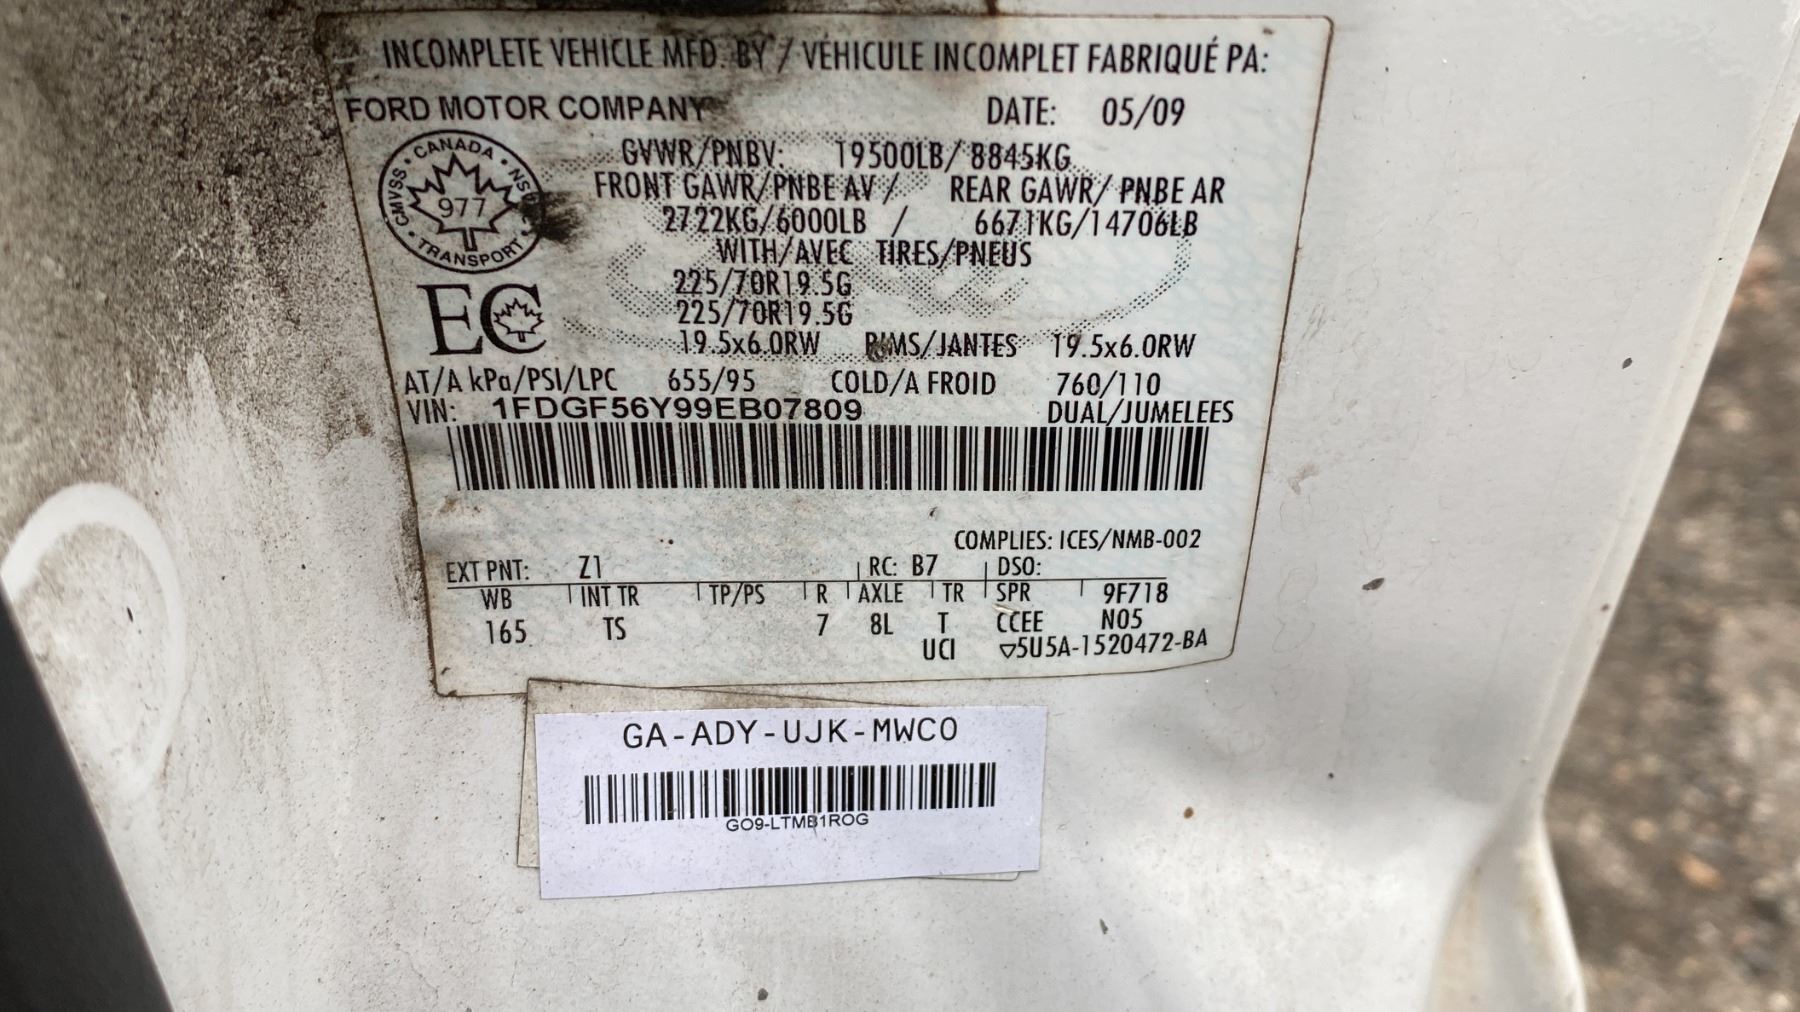 INCOMPLETE VEHICLE MFD. BY / VÉHICULE INCOMPLET FABRIQUÉ PA:
FORD MOTOR COMPANY DATE: 05/09
CANADA
CMVSS
977
TRANSPORT
GVWR/PNBV: 19500LB/ 8845KG
FRONT GAWR/PNBE AV / REAR GAWR/ PNBE AR
2722KG/6000LB / 6671KG/14706LB
WITH/AVEC TIRES/PNEUS
225/70R19.5G
225/70R19.5G
EC
19.5x6.0RW RIMS/JANTES 19.5x6.0RW
AT/A kPa/PSI/LPC 655/95 COLD/A FROID 760/110
VIN: 1FDGF56Y99EB07809 DUAL/JUMELEES
COMPLIES: ICES/NMB-002
EXT PNT: Z1 RC: B7 DSO:
WB INT TR TP/PS R AXLE TR SPR 9F718
165 TS 7 8L T CCEE N05
UCI ▽5U5A-1520472-BA
GA-ADY-UJK-MWCO
GO9-LTMB1ROG